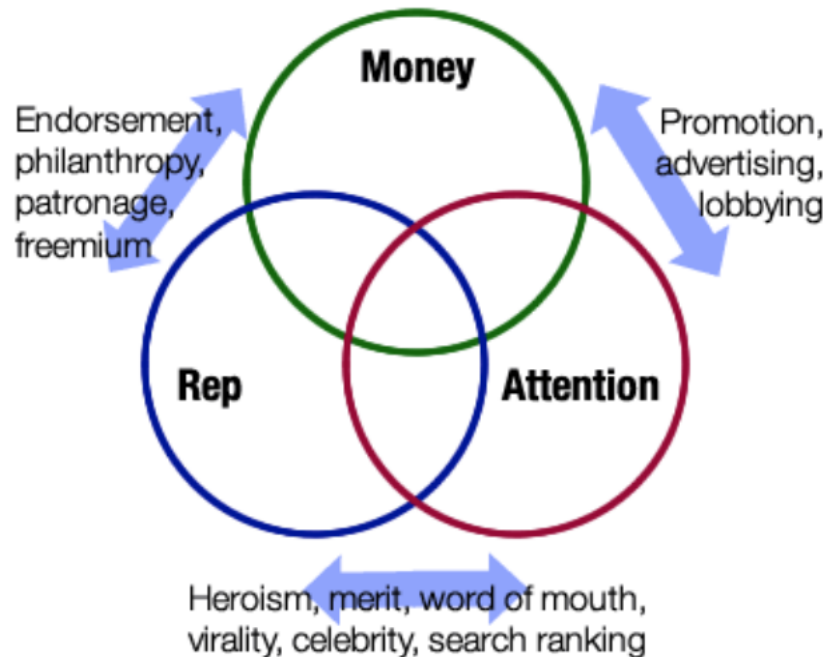 Money
Endorsement,
philanthropy,
patronage,
freemium
Promotion,
advertising,
lobbying
Rep
Attention
Heroism, merit, word of mouth,
virality, celebrity, search ranking